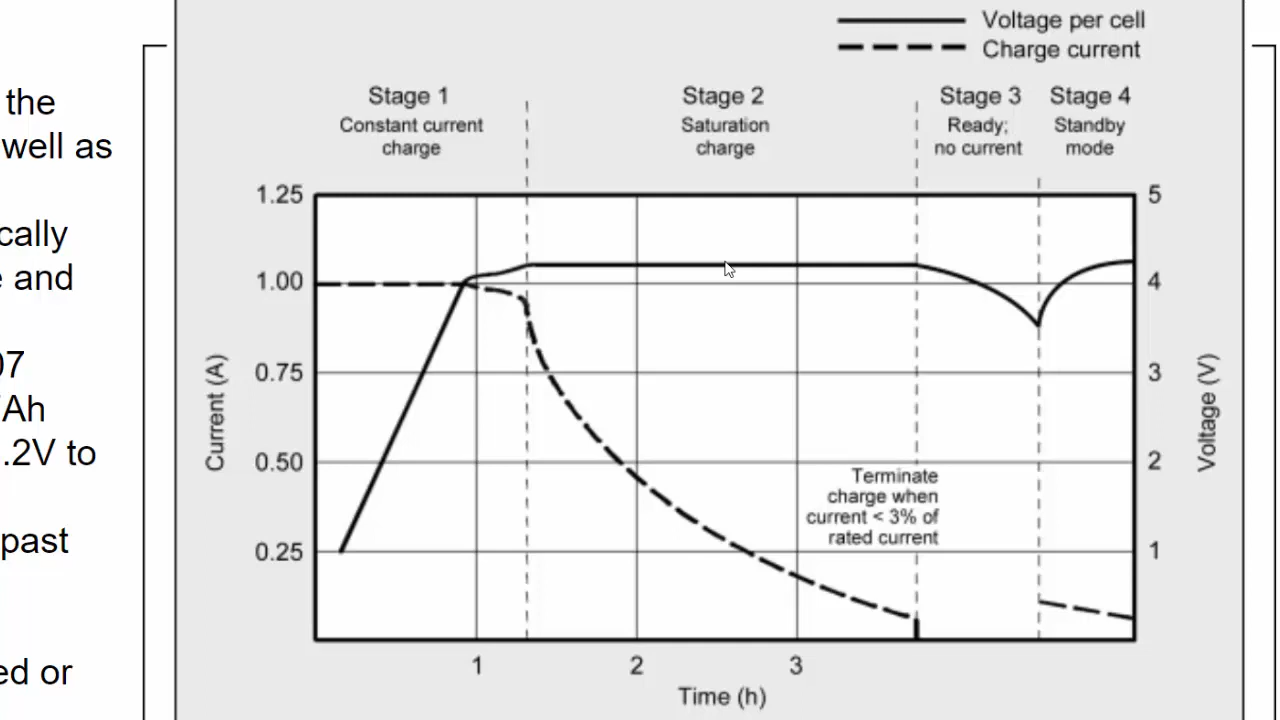 the
well as
cally
and
07
Ah
.2V to
past
ed or
Voltage per cell
Charge current
Stage 1
Constant current
charge
Stage 2
Saturation
charge
Stage 3
Ready;
no current
Stage 4
Standby
mode
1.25
1.00
0.75
0.50
0.25
Current (A)
5
4
3
2
1
Voltage (V)
Terminate
charge when
current < 3% of
rated current
1
2
3
Time (h)